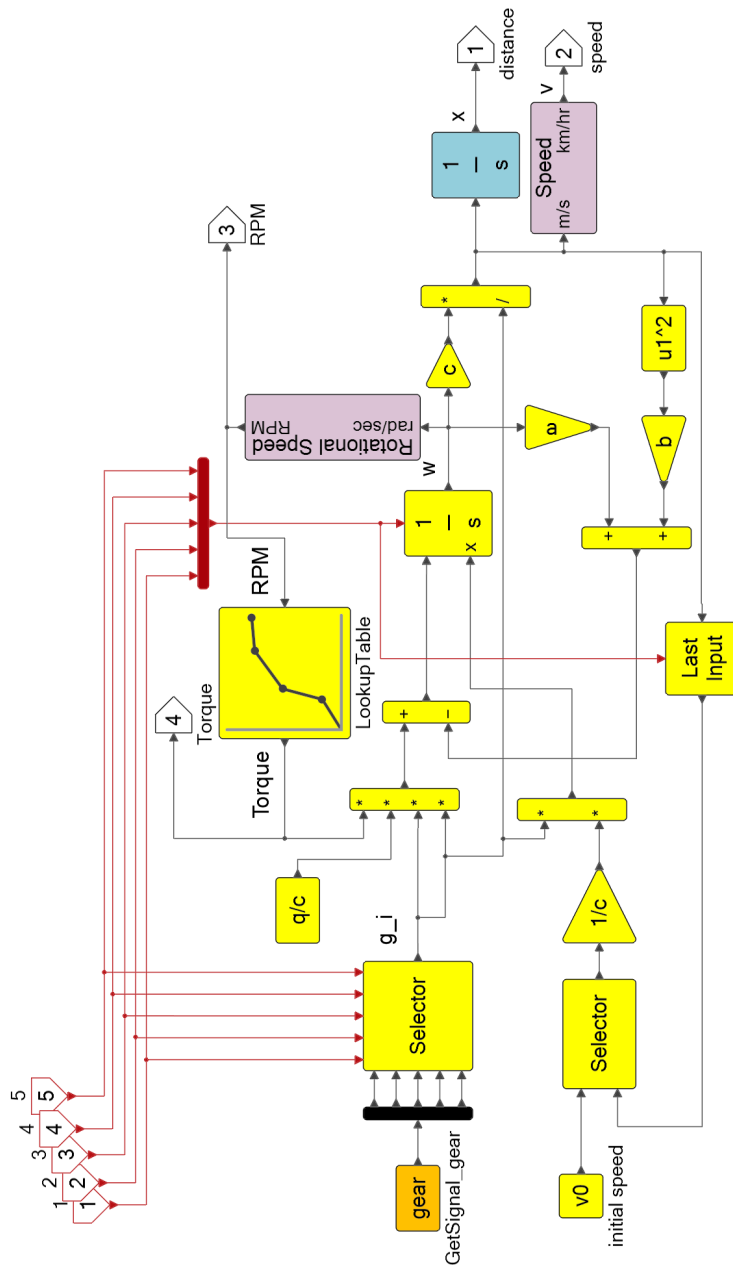 5
5
4
4
3
3
2
2
1
1
gear
GetSignal_gear
v0
initial speed
Selector
Selector
g_i
q/c
1/c
*
*
*
*
*
*
Torque
4
Torque
LookupTable
RPM
+
−
Last
Input
1
s
x
w
+
+
Rotational Speed
rad/sec
RPM
a
b
c
u1^2
*
/
3
RPM
1
s
x
1
distance
Speed
m/s
km/hr
v
2
speed